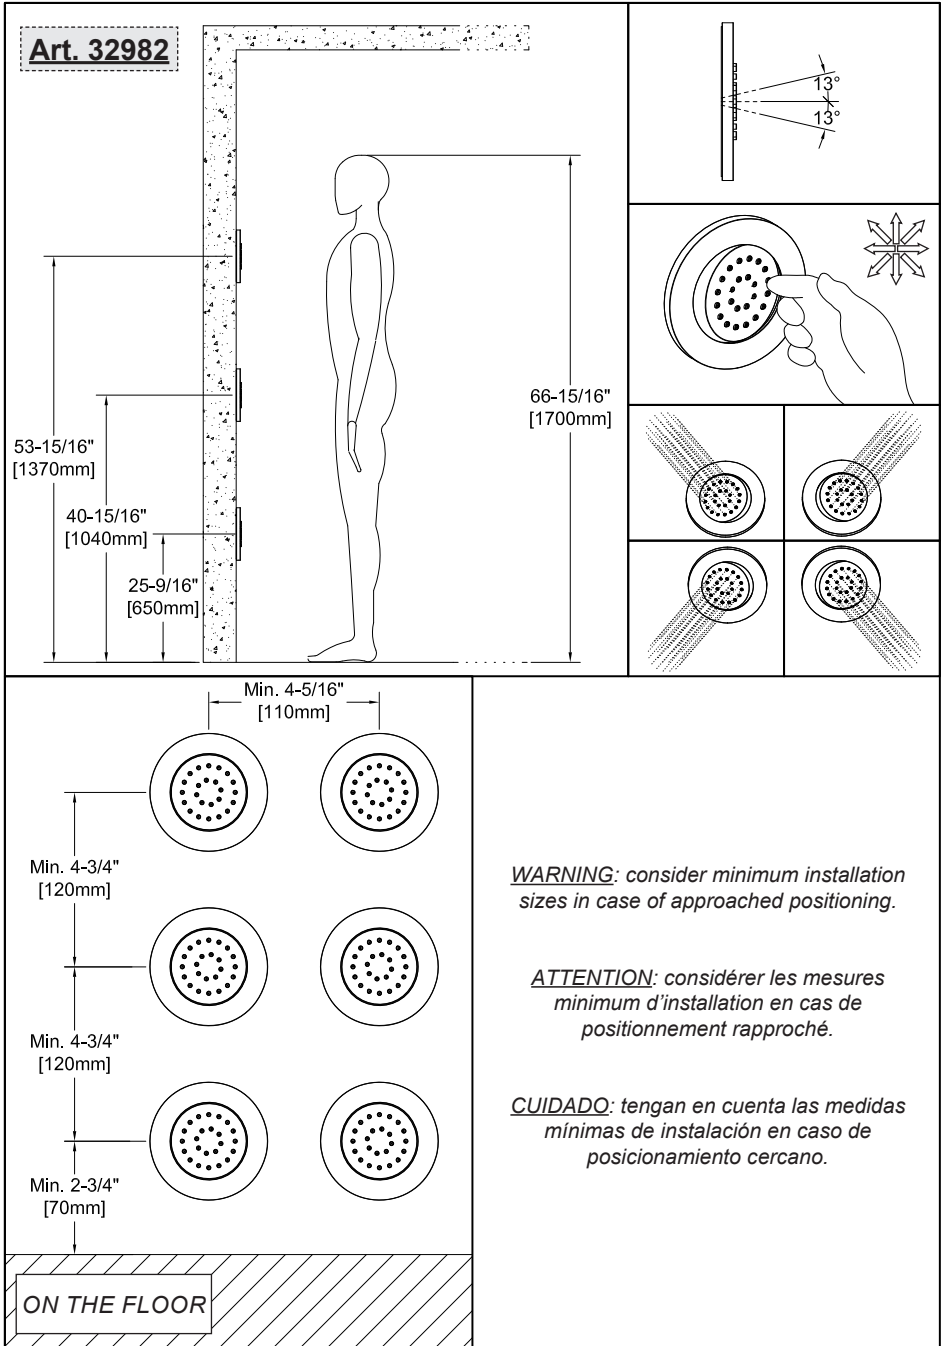 Art. 32982
13°
13°
66-15/16"
[1700mm]
53-15/16"
[1370mm]
40-15/16"
[1040mm]
25-9/16"
[650mm]
Min. 4-5/16"
[110mm]
Min. 4-3/4"
[120mm]
Min. 4-3/4"
[120mm]
Min. 2-3/4"
[70mm]
ON THE FLOOR
WARNING: consider minimum installation
sizes in case of approached positioning.
ATTENTION: considérer les mesures
minimum d’installation en cas de
positionnement rapproché.
CUIDADO: tengan en cuenta las medidas
mínimas de instalación en caso de
posicionamiento cercano.